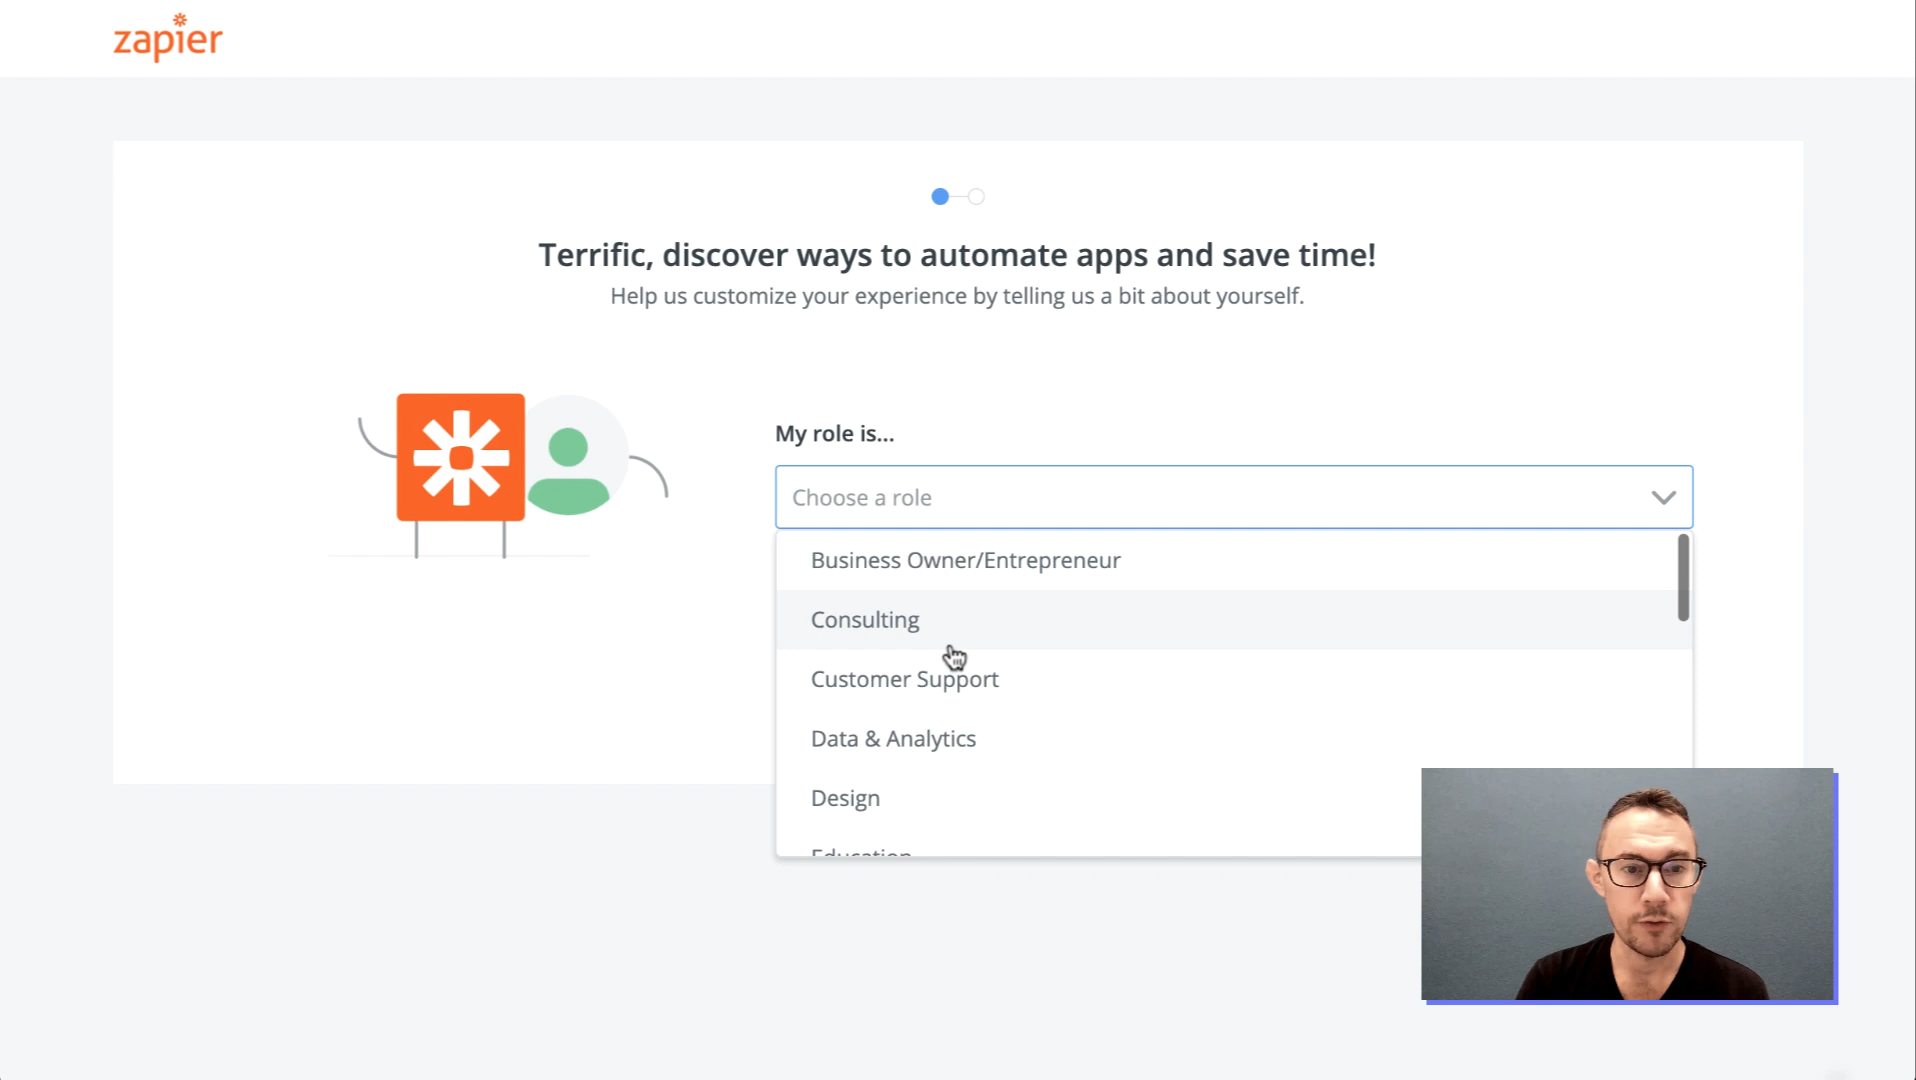 zapier
Terrific, discover ways to automate apps and save time!
Help us customize your experience by telling us a bit about yourself.
My role is...
Choose a role
Business Owner/Entrepreneur
Consulting
Customer Support
Data & Analytics
Design
Education